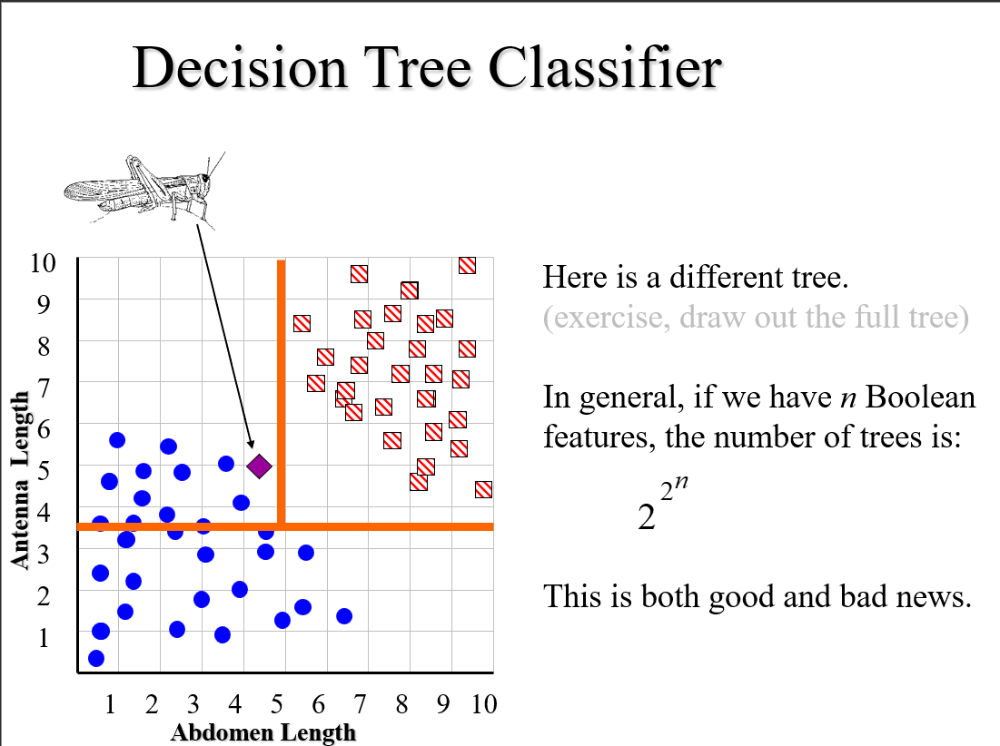 Decision Tree Classifier
10
9
8
7
6
5
4
3
2
1
Antenna Length
1 2 3 4 5 6 7 8 9 10
Abdomen Length
Here is a different tree.
(exercise, draw out the full tree)
In general, if we have n Boolean
features, the number of trees is:
2^2^n
This is both good and bad news.